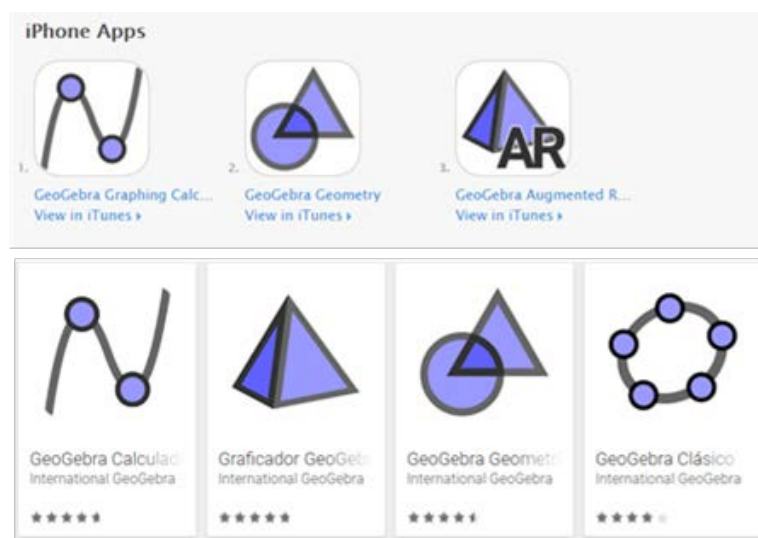 iPhone Apps
AR
1.
2.
3.
GeoGebra Graphing Calc...
GeoGebra Geometry
GeoGebra Augmented R...
View in iTunes
View in iTunes
View in iTunes
GeoGebra Calculad
Graficador GeoGeb
GeoGebra Geometr
GeoGebra Clásico
International GeoGebra
International GeoGebra
International GeoGebra
International GeoGebra